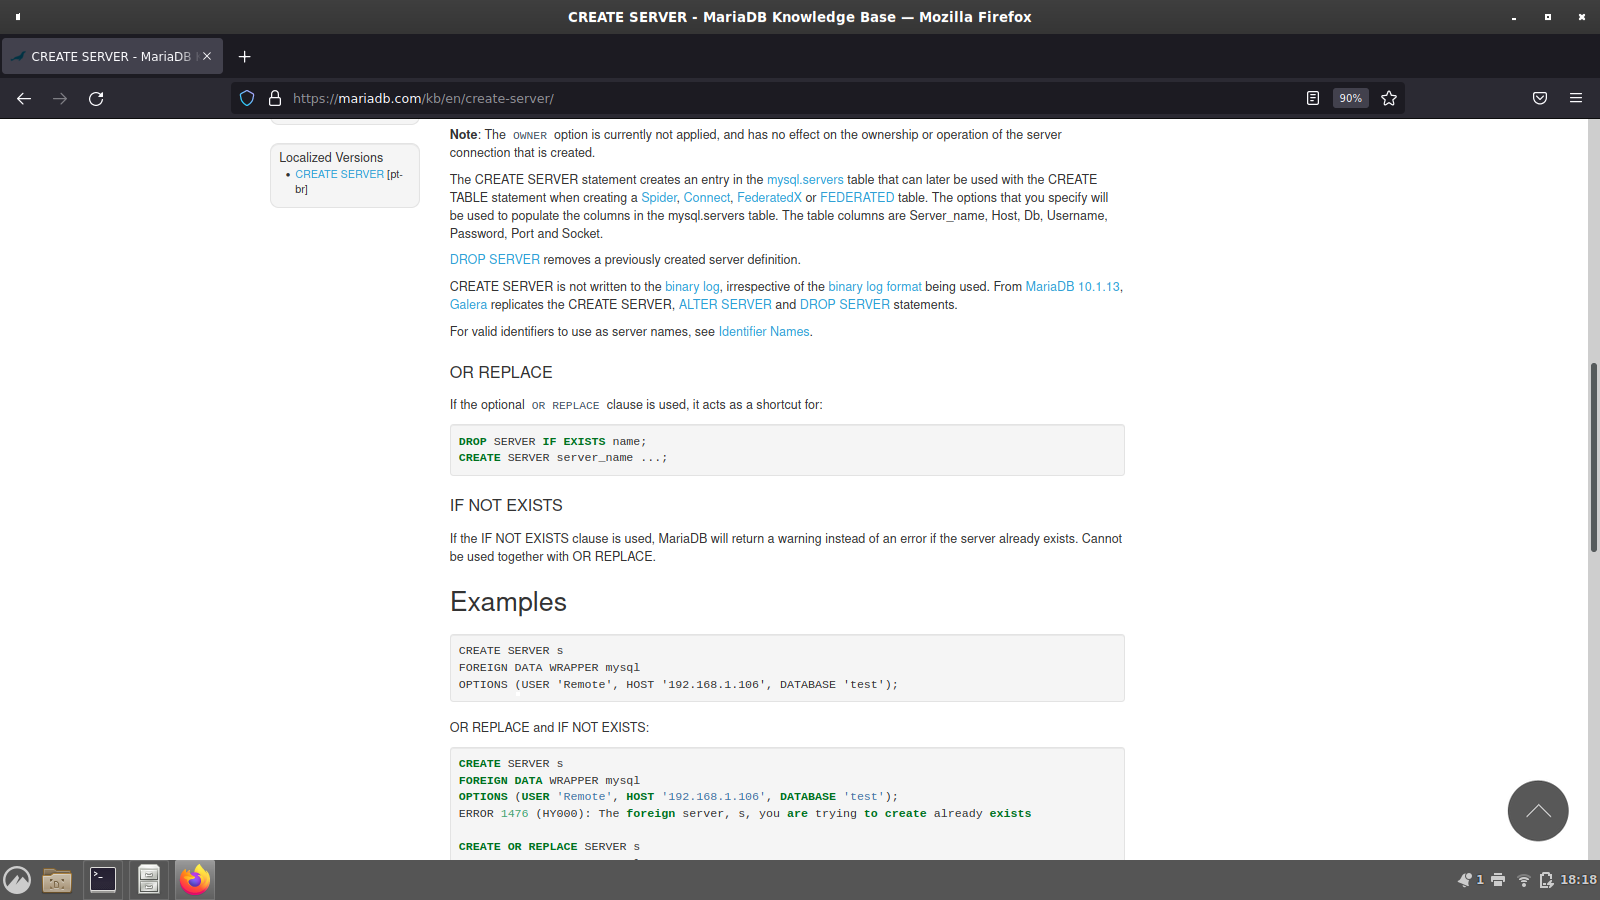 CREATE SERVER - MariaDB Knowledge Base — Mozilla Firefox
CREATE SERVER - MariaDB
https://mariadb.com/kb/en/create-server/
90%
Localized Versions
CREATE SERVER [pt-
br]
Note: The OWNER option is currently not applied, and has no effect on the ownership or operation of the server
connection that is created.
The CREATE SERVER statement creates an entry in the mysql.servers table that can later be used with the CREATE
TABLE statement when creating a Spider, Connect, FederatedX or FEDERATED table. The options that you specify will
be used to populate the columns in the mysql.servers table. The table columns are Server_name, Host, Db, Username,
Password, Port and Socket.
DROP SERVER removes a previously created server definition.
CREATE SERVER is not written to the binary log, irrespective of the binary log format being used. From MariaDB 10.1.13,
Galera replicates the CREATE SERVER, ALTER SERVER and DROP SERVER statements.
For valid identifiers to use as server names, see Identifier Names.
OR REPLACE
If the optional OR REPLACE clause is used, it acts as a shortcut for:
DROP SERVER IF EXISTS name;
CREATE SERVER server_name ...;
IF NOT EXISTS
If the IF NOT EXISTS clause is used, MariaDB will return a warning instead of an error if the server already exists. Cannot
be used together with OR REPLACE.
Examples
CREATE SERVER s
FOREIGN DATA WRAPPER mysql
OPTIONS (USER 'Remote', HOST '192.168.1.106', DATABASE 'test');
OR REPLACE and IF NOT EXISTS:
CREATE SERVER s
FOREIGN DATA WRAPPER mysql
OPTIONS (USER 'Remote', HOST '192.168.1.106', DATABASE 'test');
ERROR 1476 (HY000): The foreign server, s, you are trying to create already exists
CREATE OR REPLACE SERVER s
1
18:18